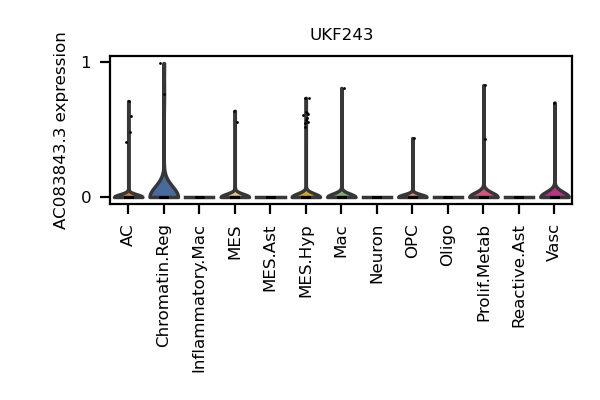 UKF243
AC083843.3 expression
1
0
AC
Chromatin.Reg
Inflammatory.Mac
MES
MES.Ast
MES.Hyp
Mac
Neuron
OPC
Oligo
Prolif.Metab
Reactive.Ast
Vasc